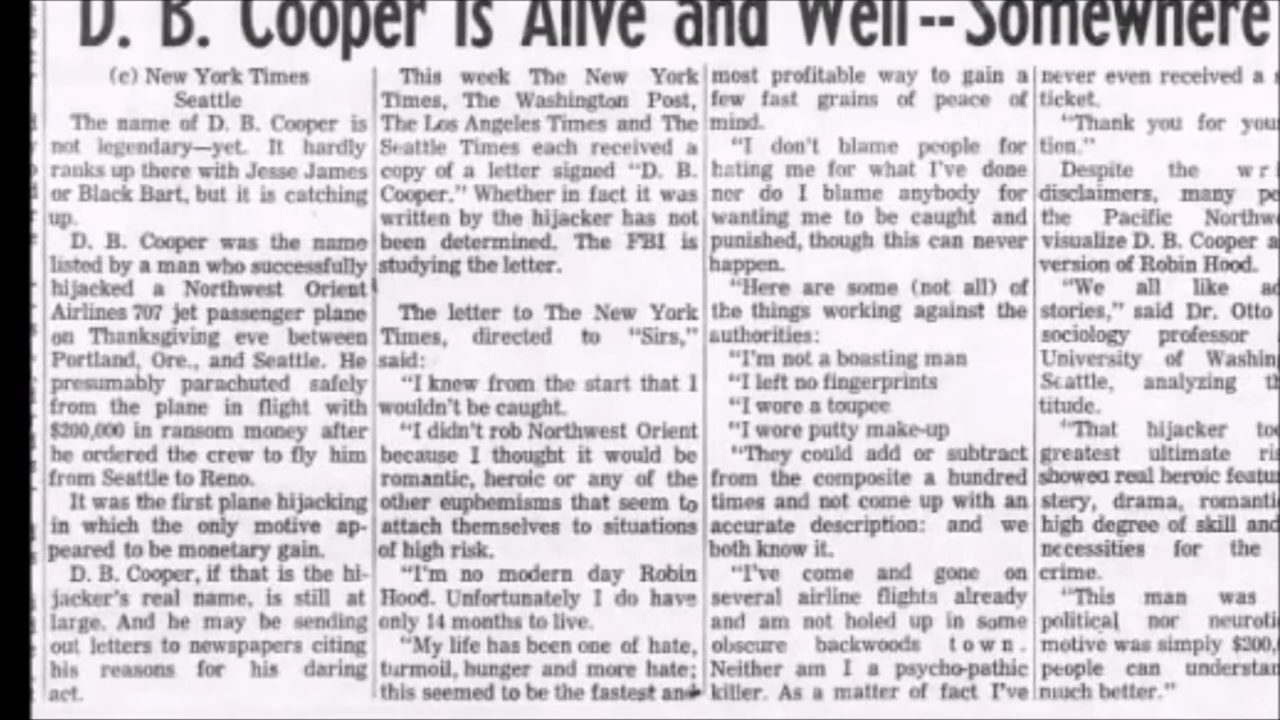 D. B. Cooper Is Alive and Well -- Somewhere
(c) New York Times
Seattle
The name of D. B. Cooper is
not legendary—yet. It hardly
ranks up there with Jesse James
or Black Bart, but it is catching
up.
D. B. Cooper was the name
listed by a man who successfully
hijacked a Northwest Orient
Airlines 707 jet passenger plane
on Thanksgiving eve between
Portland, Ore., and Seattle. He
presumably parachuted safely
from the plane in flight with
$200,000 in ransom money after
he ordered the crew to fly him
from Seattle to Reno.
It was the first plane hijacking
in which the only motive ap-
peared to be monetary gain.
D. B. Cooper, if that is the hi-
jacker's real name, is still at
large. And he may be sending
out letters to newspapers citing
his reasons for his daring
act.
This week The New York
Times, The Washington Post,
The Los Angeles Times and The
Seattle Times each received a
copy of a letter signed "D. B.
Cooper." Whether in fact it was
written by the hijacker has not
been determined. The FBI is
studying the letter.
The letter to The New York
Times, directed to "Sirs,"
said:
"I knew from the start that I
wouldn't be caught.
"I didn't rob Northwest Orient
because I thought it would be
romantic, heroic or any of the
other euphemisms that seem to
attach themselves to situations
of high risk.
"I'm no modern day Robin
Hood. Unfortunately I do have
only 14 months to live.
"My life has been one of hate,
turmoil, hunger and more hate;
this seemed to be the fastest and
most profitable way to gain a
few fast grains of peace of
mind.
"I don't blame people for
hating me for what I've done
nor do I blame anybody for
wanting me to be caught and
punished, though this can never
happen.
"Here are some (not all) of
the things working against the
authorities:
"I'm not a boasting man
"I left no fingerprints
"I wore a toupee
"I wore putty make-up
"They could add or subtract
from the composite a hundred
times and not come up with an
accurate description: and we
both know it.
"I've come and gone on
several airline flights already
and am not holed up in some
obscure backwoods town.
Neither am I a psycho-pathic
killer. As a matter of fact I've
never even received a
ticket.
"Thank you for
tion."
Despite the
disclaimers, many
the Pacific
visualize D. B. Cooper
version of Robin Hood.
"We all like
stories," said Dr. Otto
sociology professor
University of
Seattle, analyzing
titude.
"That hijacker
greatest ultimate
showed real heroic
stery, drama,
high degree of skill
necessities for the
crime.
"This man was
political nor
motive was simply
people can
much better."